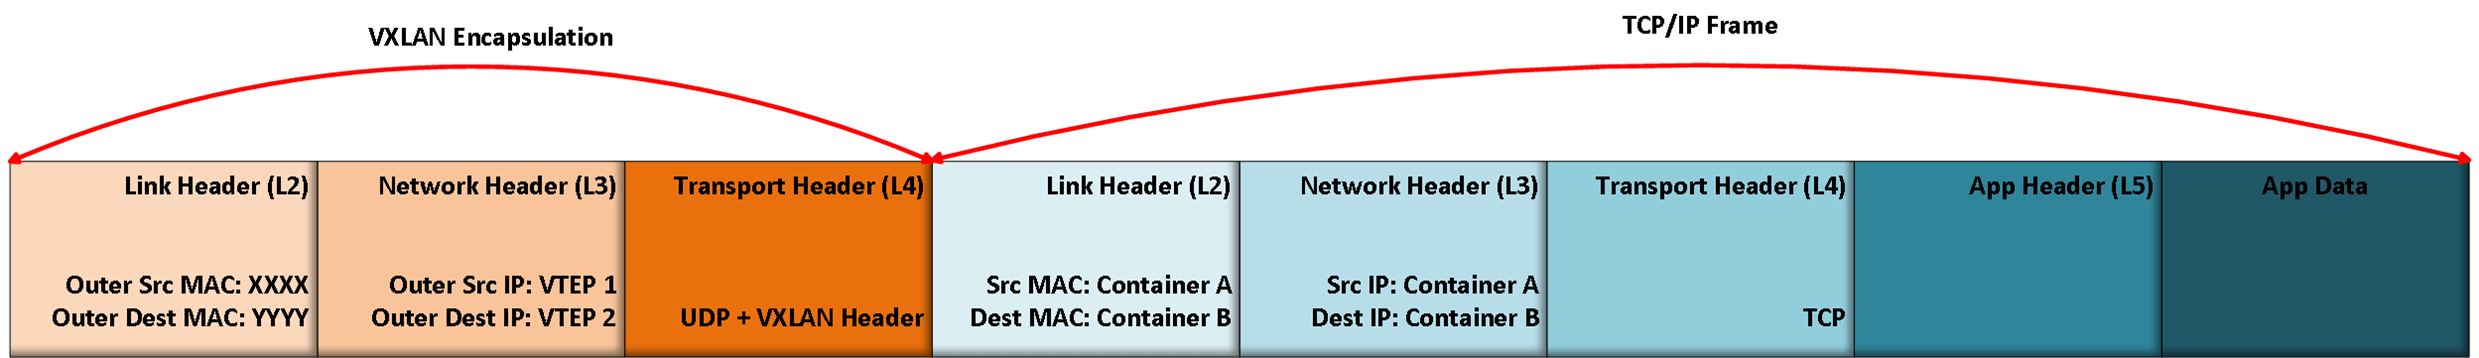 VXLAN Encapsulation
TCP/IP Frame
Link Header (L2)
Outer Src MAC: XXXX
Outer Dest MAC: YYYY
Network Header (L3)
Outer Src IP: VTEP 1
Outer Dest IP: VTEP 2
Transport Header (L4)
UDP + VXLAN Header
Link Header (L2)
Src MAC: Container A
Dest MAC: Container B
Network Header (L3)
Src IP: Container A
Dest IP: Container B
Transport Header (L4)
TCP
App Header (L5)
App Data